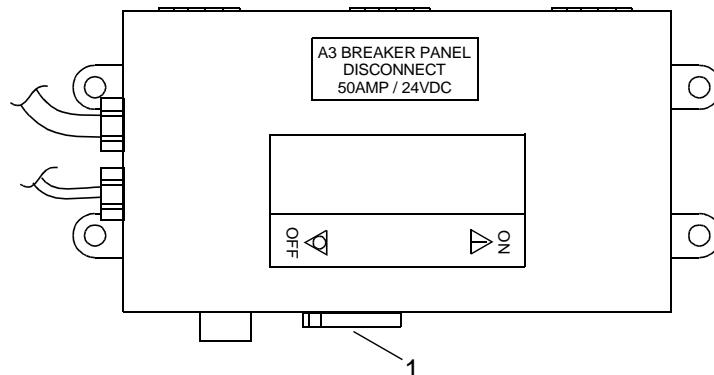 A3 BREAKER PANEL
DISCONNECT
50AMP / 24VDC
OFF
ON
1